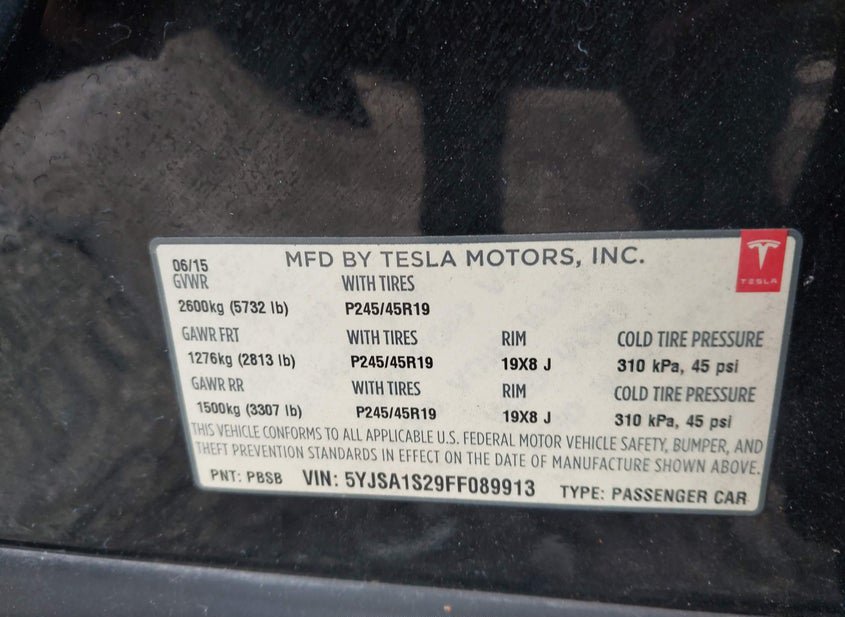 06/15 MFD BY TESLA MOTORS, INC.
TESLA
GVWR WITH TIRES
2600kg (5732 lb) P245/45R19
GAWR FRT WITH TIRES RIM COLD TIRE PRESSURE
1276kg (2813 lb) P245/45R19 19X8 J 310 kPa, 45 psi
GAWR RR WITH TIRES RIM COLD TIRE PRESSURE
1500kg (3307 lb) P245/45R19 19X8 J 310 kPa, 45 psi
THIS VEHICLE CONFORMS TO ALL APPLICABLE U.S. FEDERAL MOTOR VEHICLE SAFETY, BUMPER, AND
THEFT PREVENTION STANDARDS IN EFFECT ON THE DATE OF MANUFACTURE SHOWN ABOVE.
PNT: PBSB VIN: 5YJSA1S29FF089913 TYPE: PASSENGER CAR